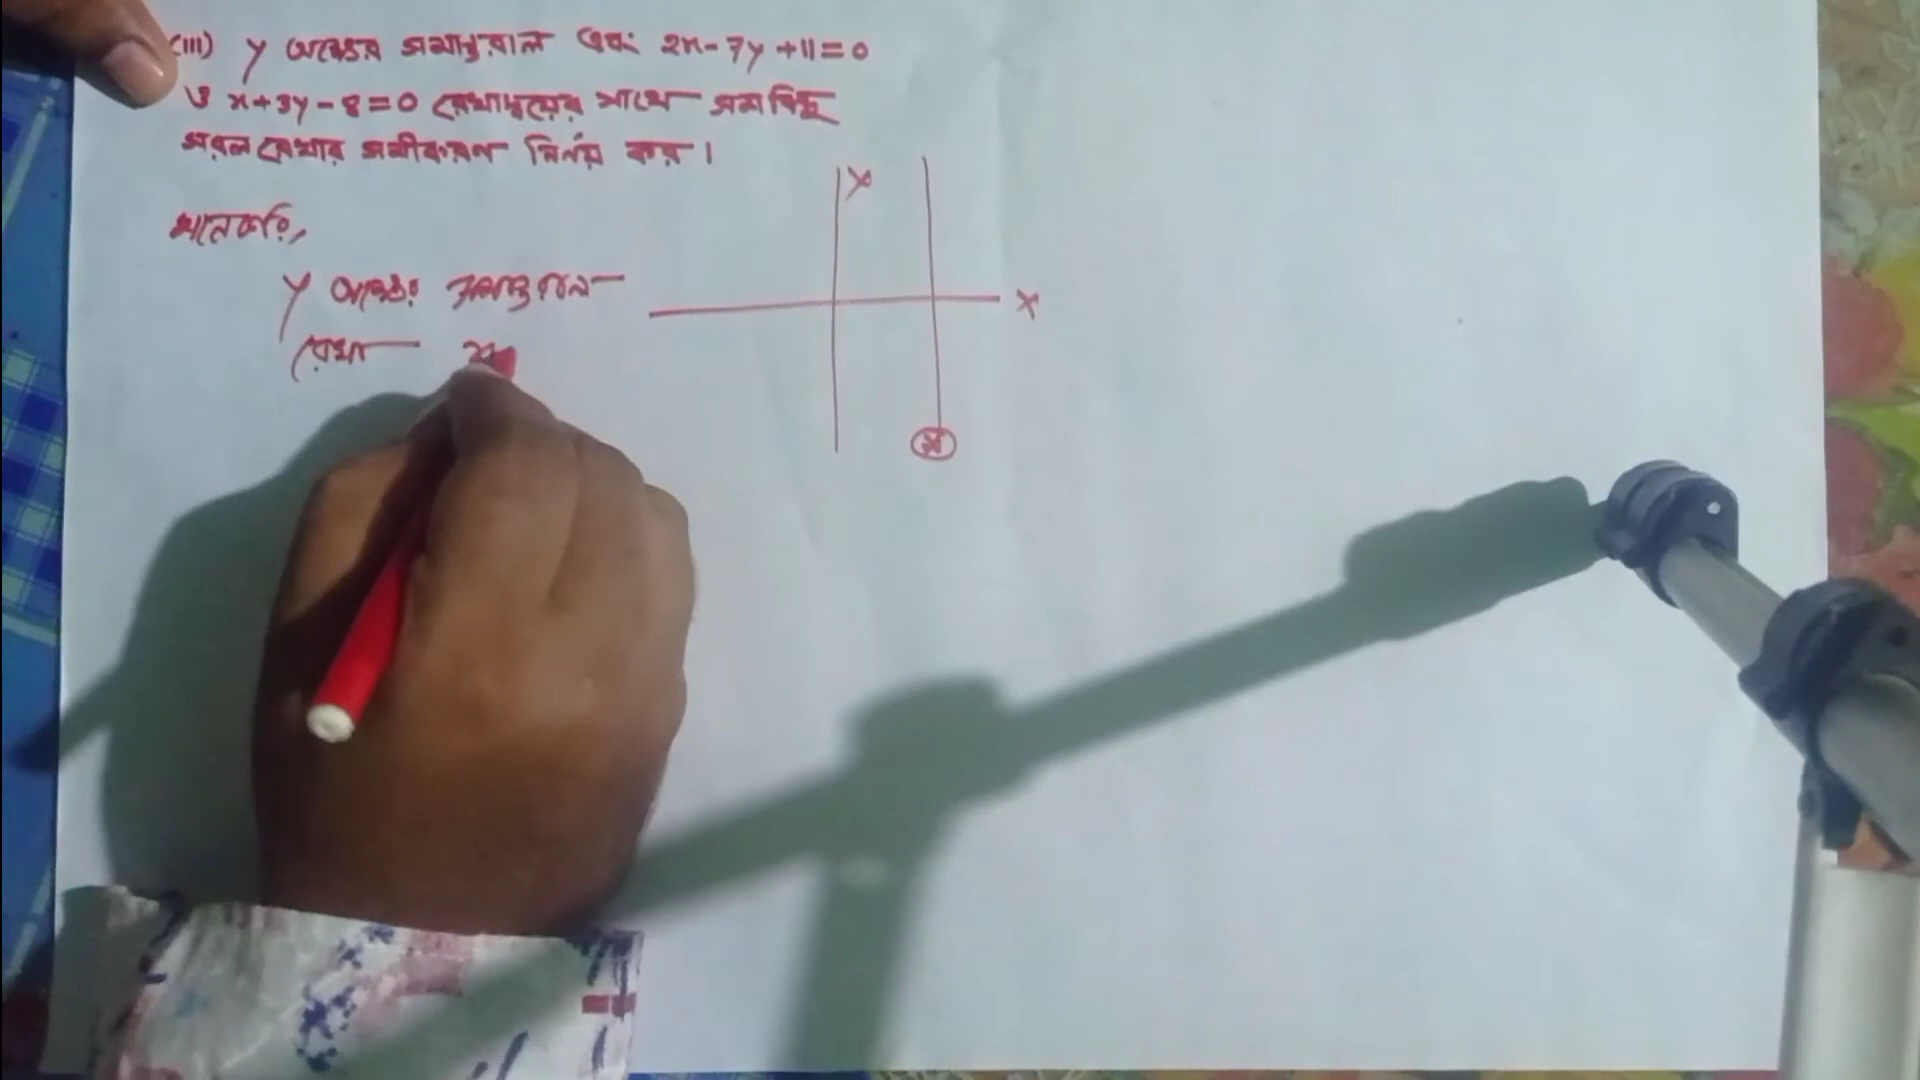 (iii) y অক্ষের সমান্তরাল এবং 2x-7y+11=0
ও x+3y-8=0 রেখাদ্বয়ের সাথে সমবিন্দু
সরলরেখার সমীকরণ নির্ণয় কর।
মনেকরি,
Y অক্ষের সমান্তরাল
রেখা x
Y
X